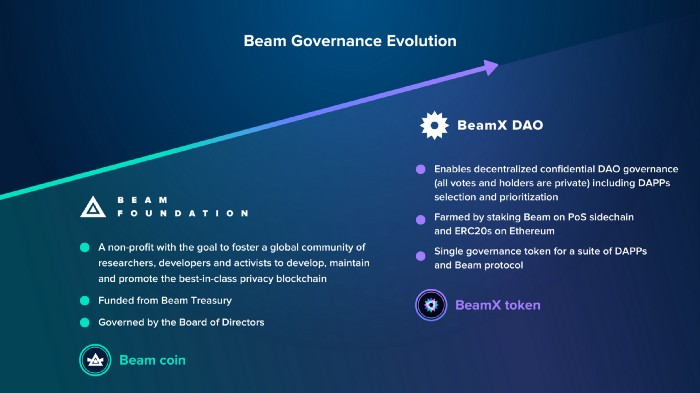 Beam Governance Evolution
BEAM
FOUNDATION
A non-profit with the goal to foster a global community of
researchers, developers and activists to develop, maintain
and promote the best-in-class privacy blockchain
Funded from Beam Treasury
Governed by the Board of Directors
Beam coin
BeamX DAO
Enables decentralized confidential DAO governance
(all votes and holders are private) including DAPPs
selection and prioritization
Farmed by staking Beam on PoS sidechain
and ERC20s on Ethereum
Single governance token for a suite of DAPPs
and Beam protocol
BeamX token